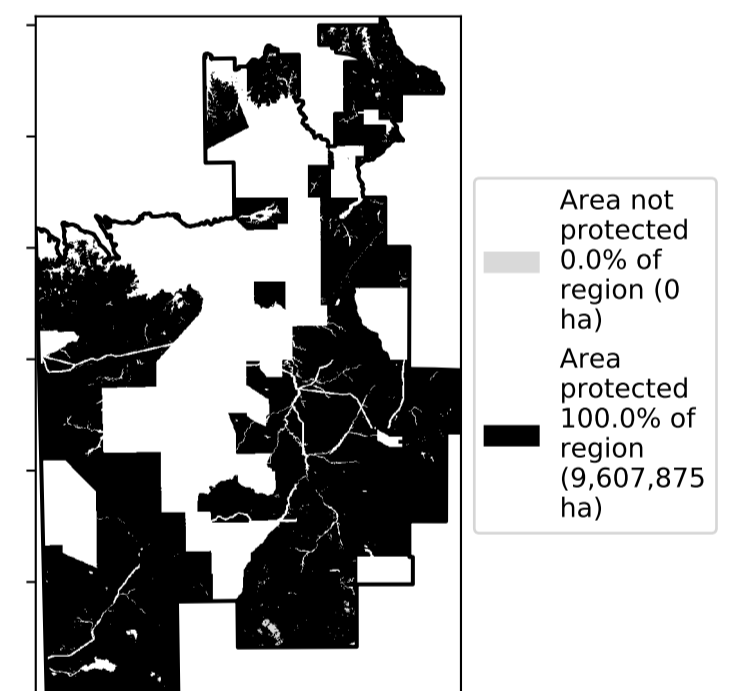 Area not
protected
0.0% of
region (0
ha)
Area
protected
100.0% of
region
(9,607,875
ha)